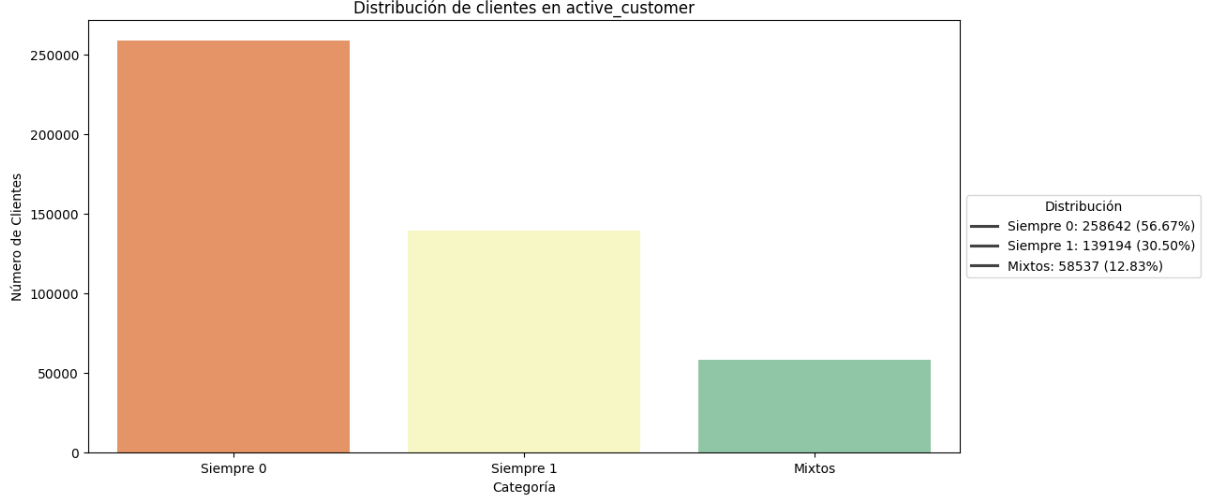 Distribución de clientes en active_customer
Número de Clientes
250000
200000
150000
100000
50000
0
Siempre 0
Siempre 1
Mixtos
Categoría
Distribución
Siempre 0: 258642 (56.67%)
Siempre 1: 139194 (30.50%)
Mixtos: 58537 (12.83%)